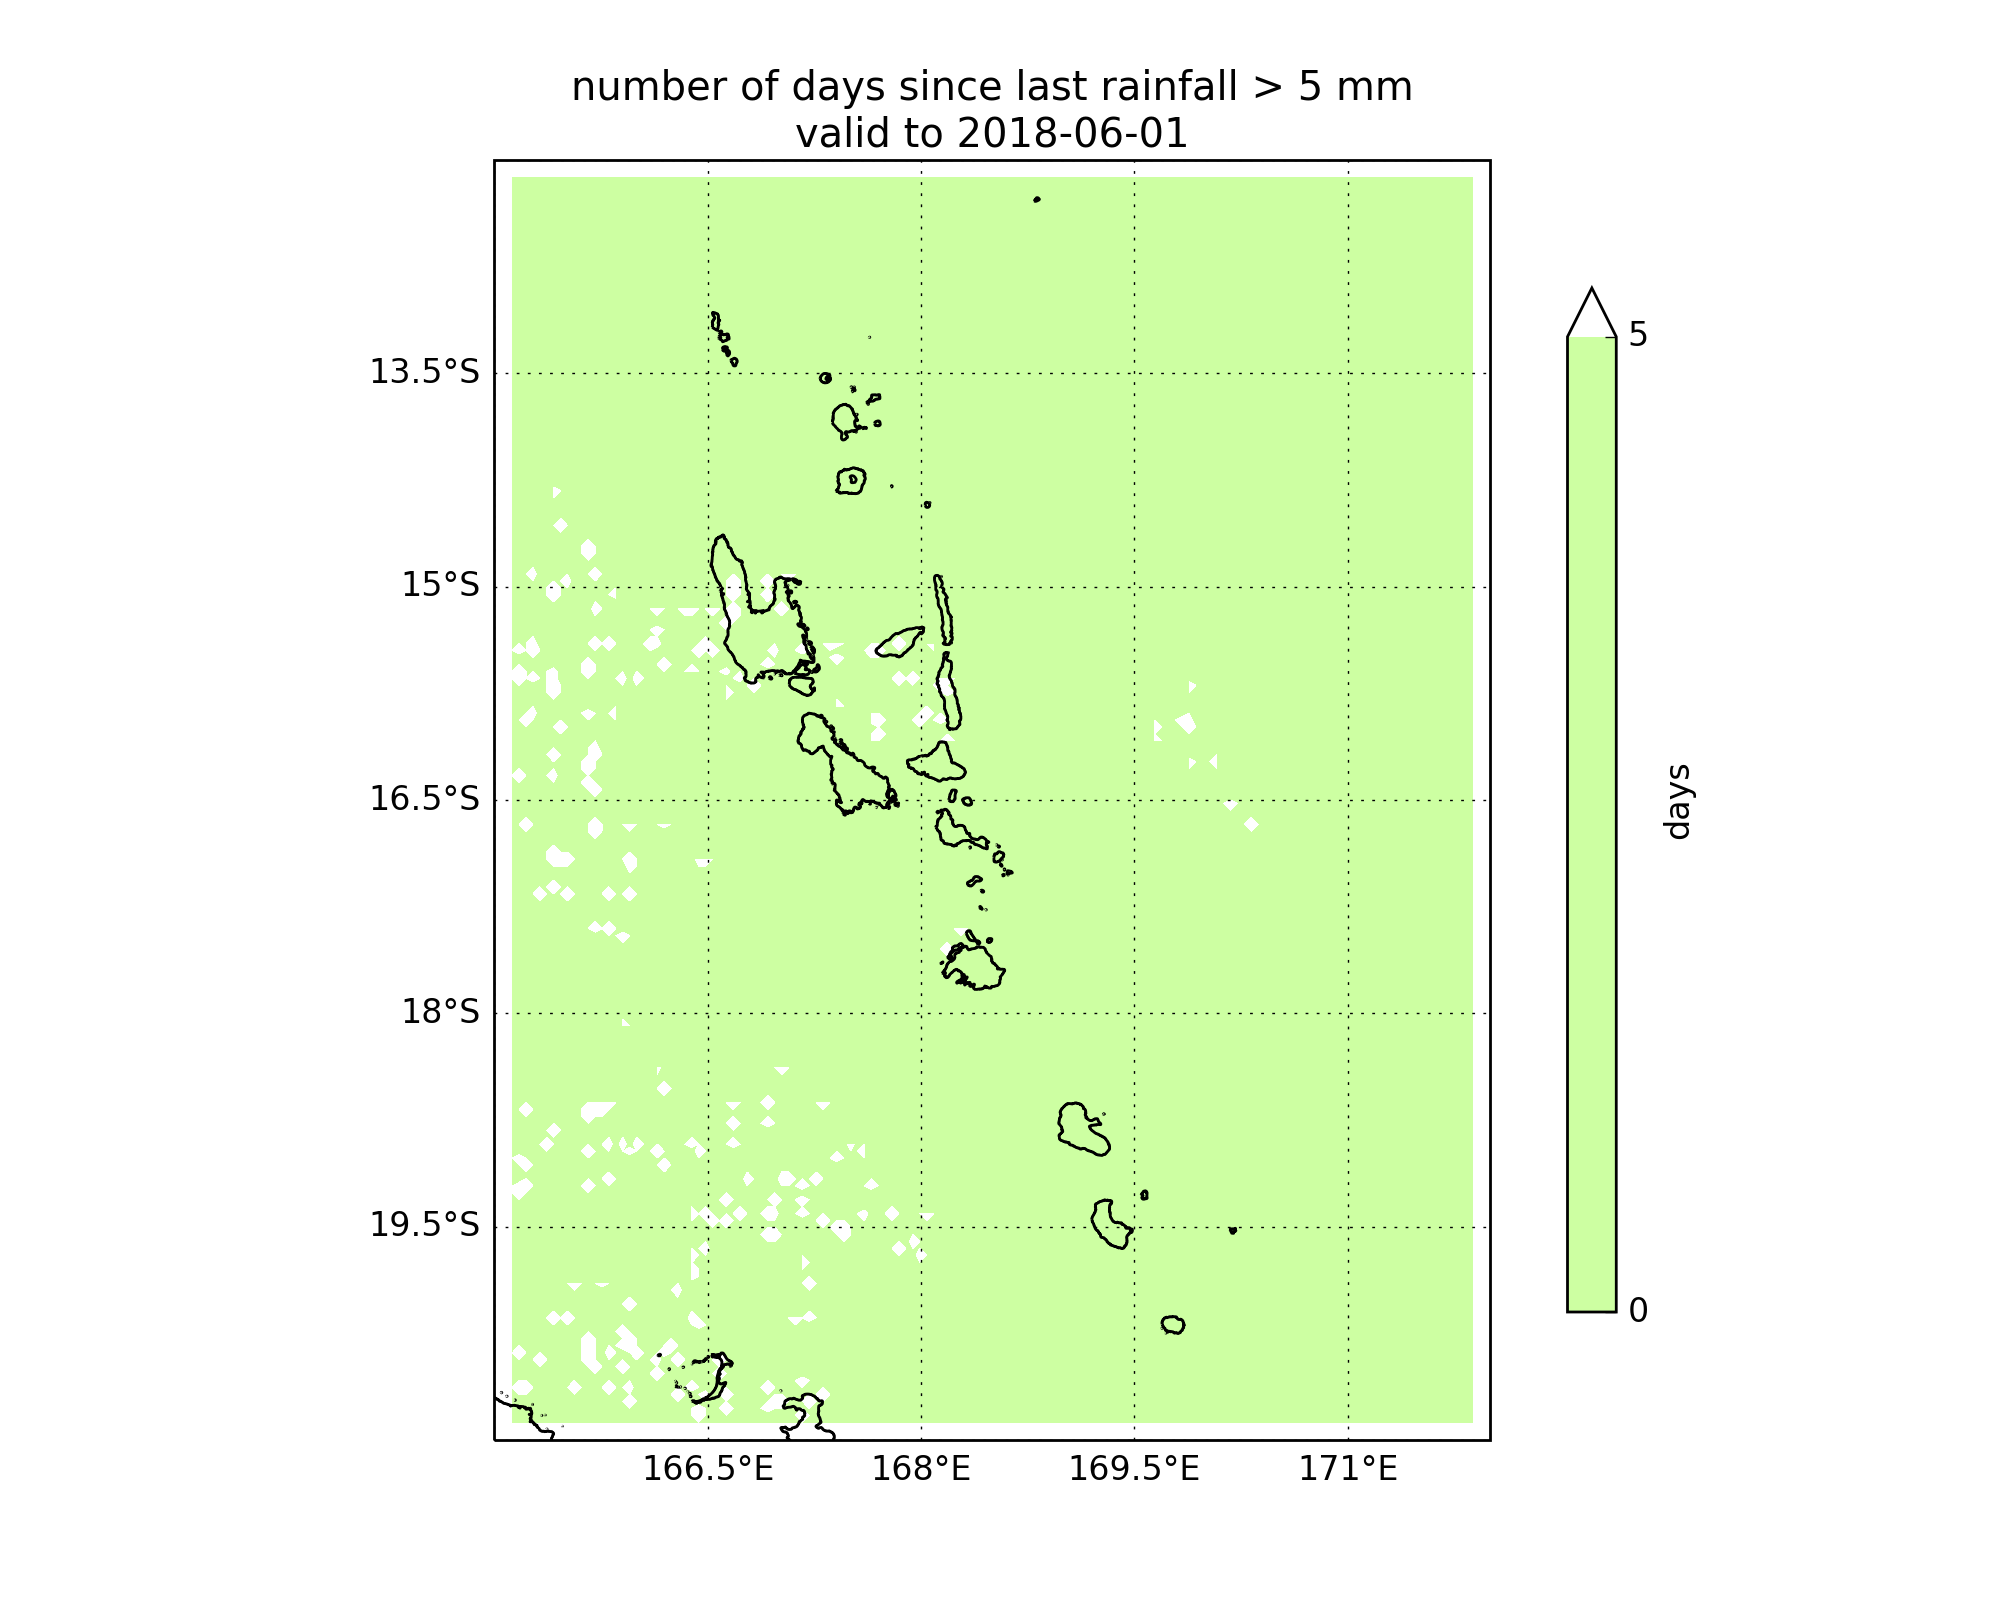 number of days since last rainfall > 5 mm
valid to 2018-06-01
13.5°S
15°S
16.5°S
18°S
19.5°S
166.5°E
168°E
169.5°E
171°E
5
0
days